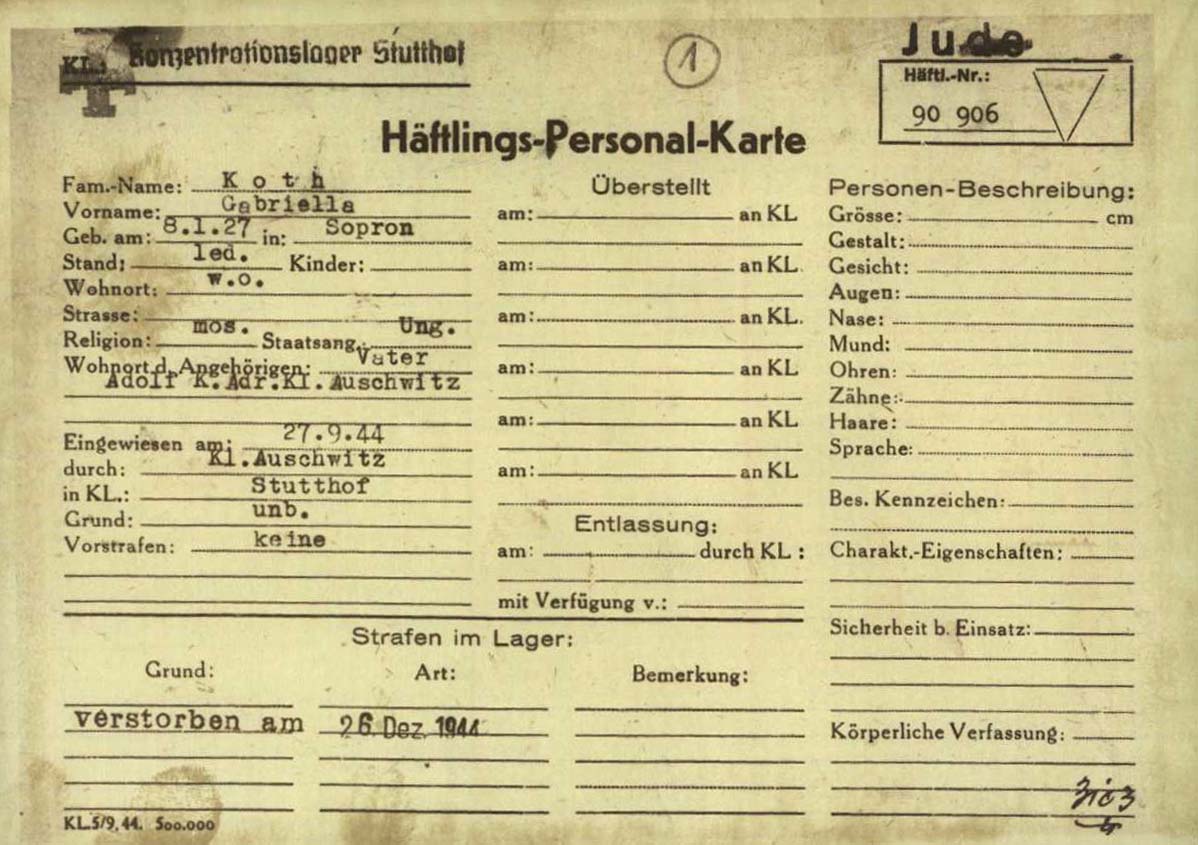 KL.: Konzentrationslager Stutthof
1
Jude
Häftl.-Nr.:
90 906
Häftlings-Personal-Karte
Fam.-Name: Koth
Vorname: Gabriella
Geb. am: 8.1.27 in: Sopron
Stand: led. Kinder:
Wohnort: w.o.
Strasse:
Religion: mos. Staatsang. Ung.
Wohnort d. Angehörigen: Vater
Adolf K.Adr.Kl.Auschwitz
Eingewiesen am: 27.9.44
durch: Kl.Auschwitz
in KL.: Stutthof
Grund: unb.
Vorstrafen: keine
Überstellt
am: an KL
am: an KL.
am: an KL.
am: an KL
am: an KL
am: an KL
Entlassung:
am: durch KL:
mit Verfügung v.:
Personen-Beschreibung:
Grösse: cm
Gestalt:
Gesicht:
Augen:
Nase:
Mund:
Ohren:
Zähne:
Haare:
Sprache:
Bes. Kennzeichen:
Charakt.-Eigenschaften:
Sicherheit b. Einsatz:
Körperliche Verfassung:
Strafen im Lager:
Grund: Art: Bemerkung:
verstorben am 26. Dez. 1944
KL.5/9.44. 500.000